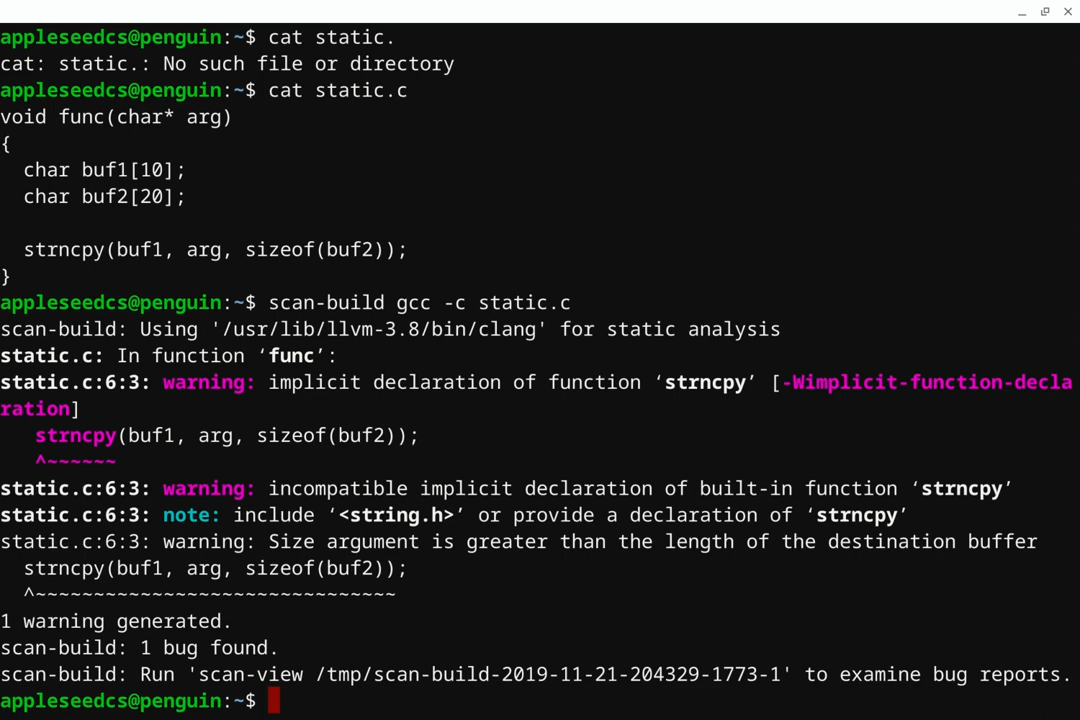 appleseedcs@penguin:~$ cat static.
cat: static.: No such file or directory
appleseedcs@penguin:~$ cat static.c
void func(char* arg)
{
  char buf1[10];
  char buf2[20];

  strncpy(buf1, arg, sizeof(buf2));
}
appleseedcs@penguin:~$ scan-build gcc -c static.c
scan-build: Using '/usr/lib/llvm-3.8/bin/clang' for static analysis
static.c: In function ‘func’:
static.c:6:3: warning: implicit declaration of function ‘strncpy’ [-Wimplicit-function-decla
ration]
   strncpy(buf1, arg, sizeof(buf2));
   ^~~~~~~
static.c:6:3: warning: incompatible implicit declaration of built-in function ‘strncpy’
static.c:6:3: note: include ‘<string.h>’ or provide a declaration of ‘strncpy’
static.c:6:3: warning: Size argument is greater than the length of the destination buffer
  strncpy(buf1, arg, sizeof(buf2));
  ^~~~~~~~~~~~~~~~~~~~~~~~~~~~~~~~
1 warning generated.
scan-build: 1 bug found.
scan-build: Run 'scan-view /tmp/scan-build-2019-11-21-204329-1773-1' to examine bug reports.
appleseedcs@penguin:~$